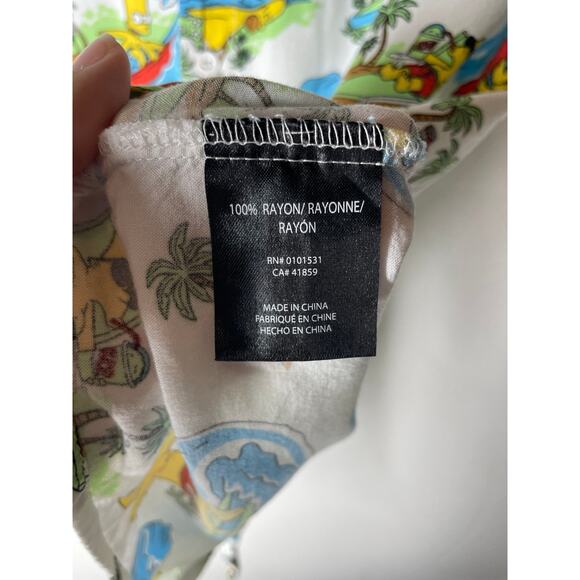 100% RAYON/ RAYONNE/
RAYÓN
RN# 0101531
CA# 41859
MADE IN CHINA
FABRIQUÉ EN CHINE
HECHO EN CHINA